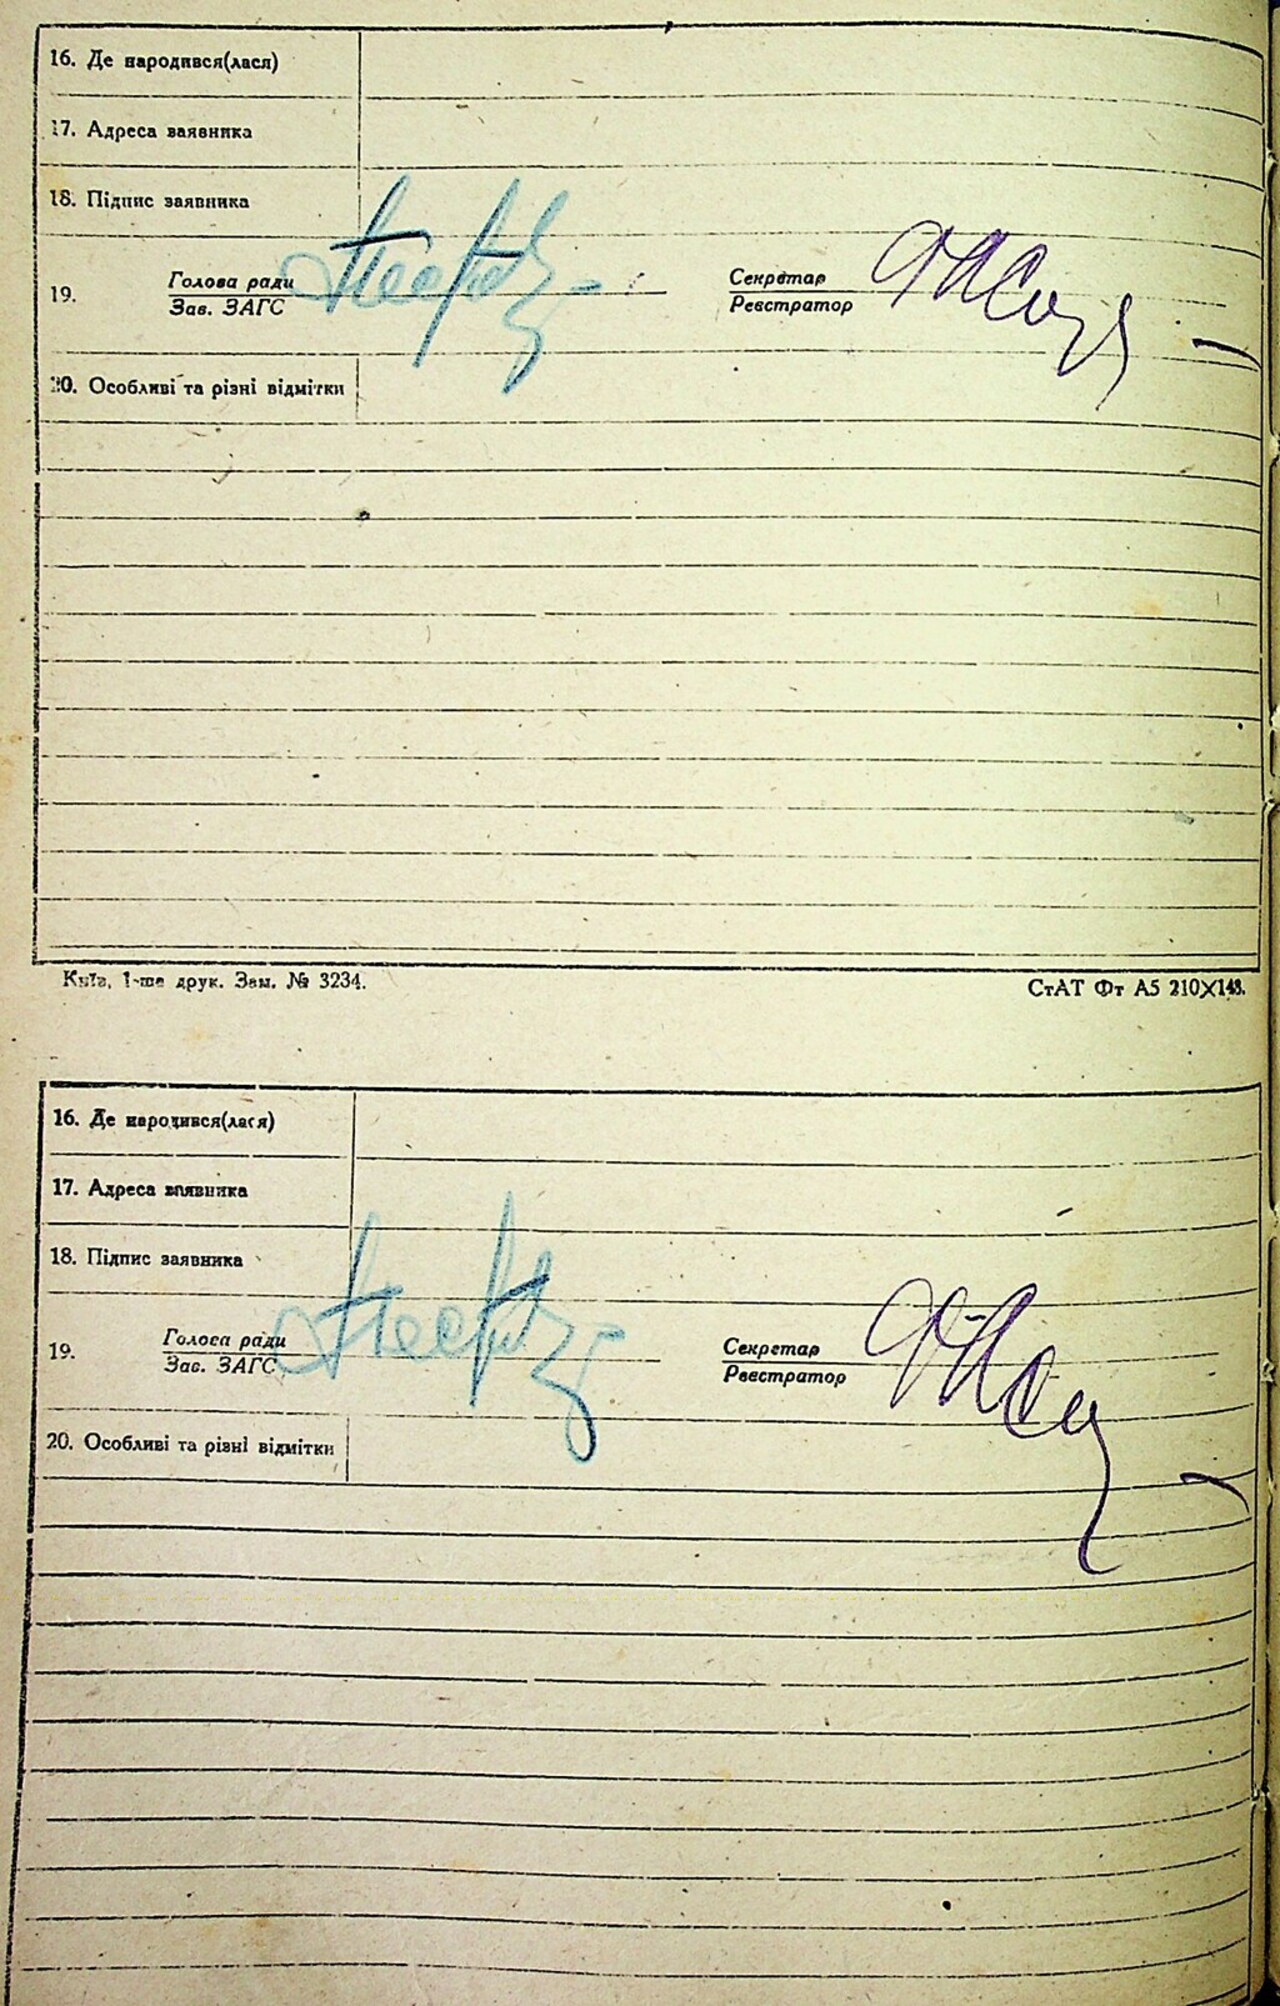 16. Де народився(лася)
17. Адреса заявника
18. Підпис заявника
19. Голова ради Секретар
Зав. ЗАГС Реєстратор
20. Особливі та різні відмітки
Київ, 1-ше друк. Зам. № 3234. СтАТ Фт А5 210X148.
16. Де народився(лася)
17. Адреса заявника
18. Підпис заявника
19. Голова ради Секретар
Зав. ЗАГС Реєстратор
20. Особливі та різні відмітки